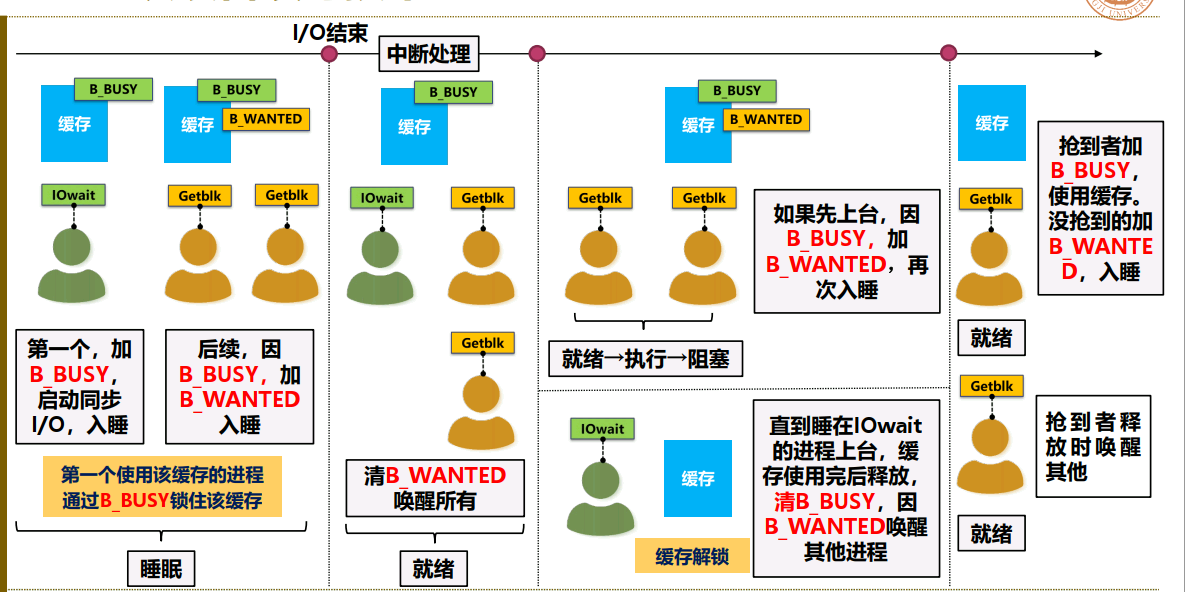 I/O结束
中断处理
B_BUSY
缓存
B_BUSY
B_WANTED
缓存
B_BUSY
缓存
B_BUSY
B_WANTED
缓存
缓存
IOwait
Getblk
Getblk
IOwait
Getblk
Getblk
Getblk
Getblk
第一个，加
B_BUSY，
启动同步
I/O，入睡
后续，因
B_BUSY，加
B_WANTED
入睡
第一个使用该缓存的进程
通过B_BUSY锁住该缓存
睡眠
Getblk
清B_WANTED
唤醒所有
就绪
如果先上台，因
B_BUSY，加
B_WANTED，再
次入睡
就绪→执行→阻塞
IOwait
缓存
缓存解锁
直到睡在IOwait
的进程上台，缓
存使用完后释放，
清B_BUSY，因
B_WANTED唤醒
其他进程
抢到者加
B_BUSY，
使用缓存。
没抢到的加
B_WANTE
D，入睡
就绪
Getblk
抢到者释
放时唤醒
其他
就绪